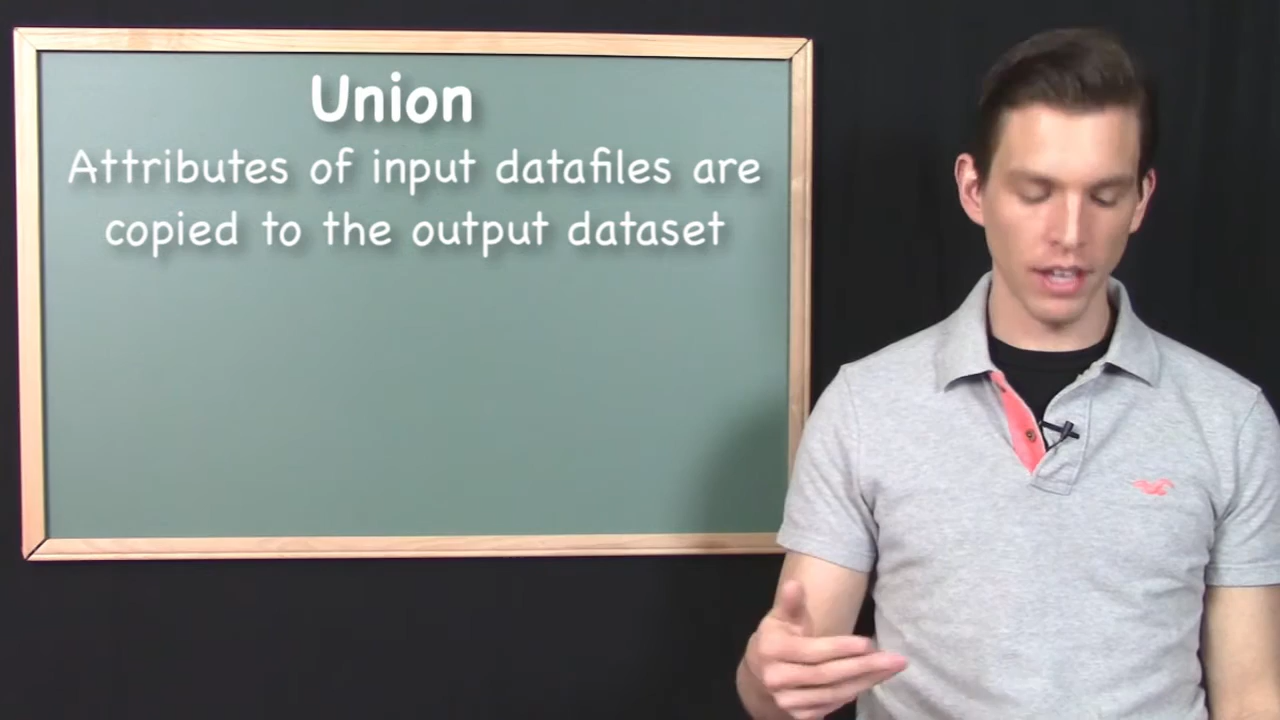 Union
Attributes of input datafiles are
copied to the output dataset